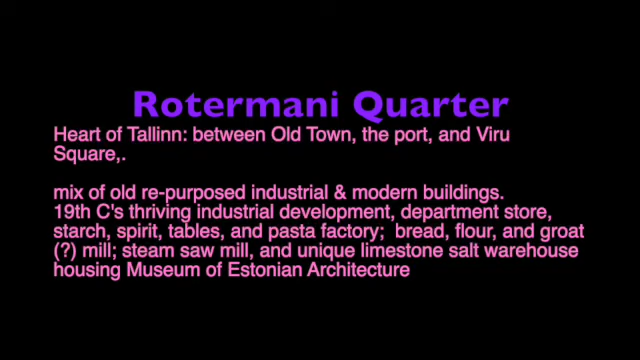 Rotermani Quarter
Heart of Tallinn: between Old Town, the port, and Viru
Square,.
mix of old re-purposed industrial & modern buildings.
19th C's thriving industrial development, department store,
starch, spirit, tables, and pasta factory;  bread, flour, and groat
(?) mill; steam saw mill, and unique limestone salt warehouse
housing Museum of Estonian Architecture